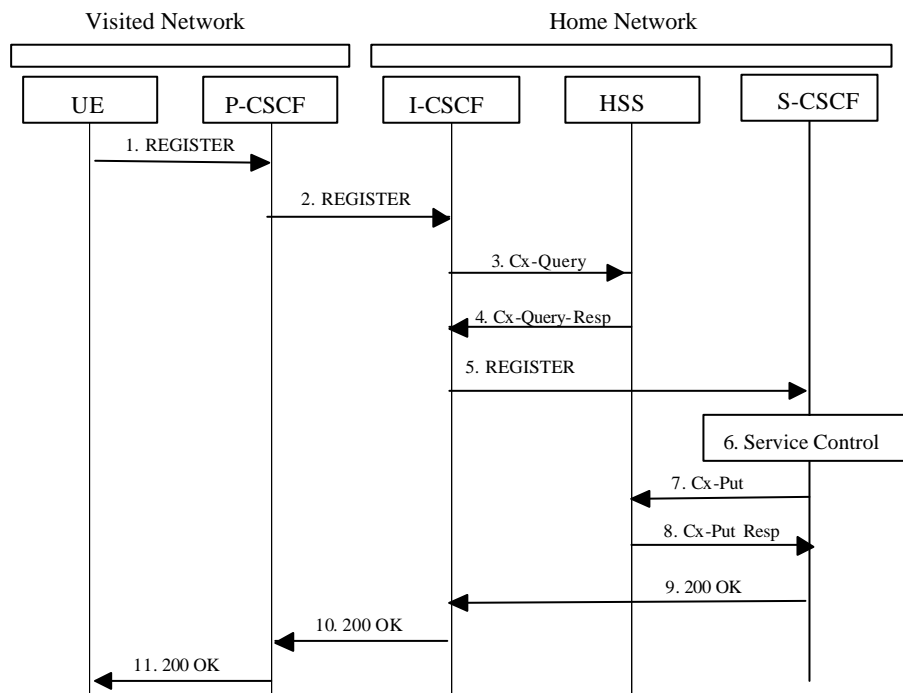 Visited Network
Home Network
UE
P-CSCF
I-CSCF
HSS
S-CSCF
1. REGISTER
2. REGISTER
3. Cx-Query
4. Cx-Query-Resp
5. REGISTER
6. Service Control
7. Cx-Put
8. Cx-Put Resp
9. 200 OK
10. 200 OK
11. 200 OK